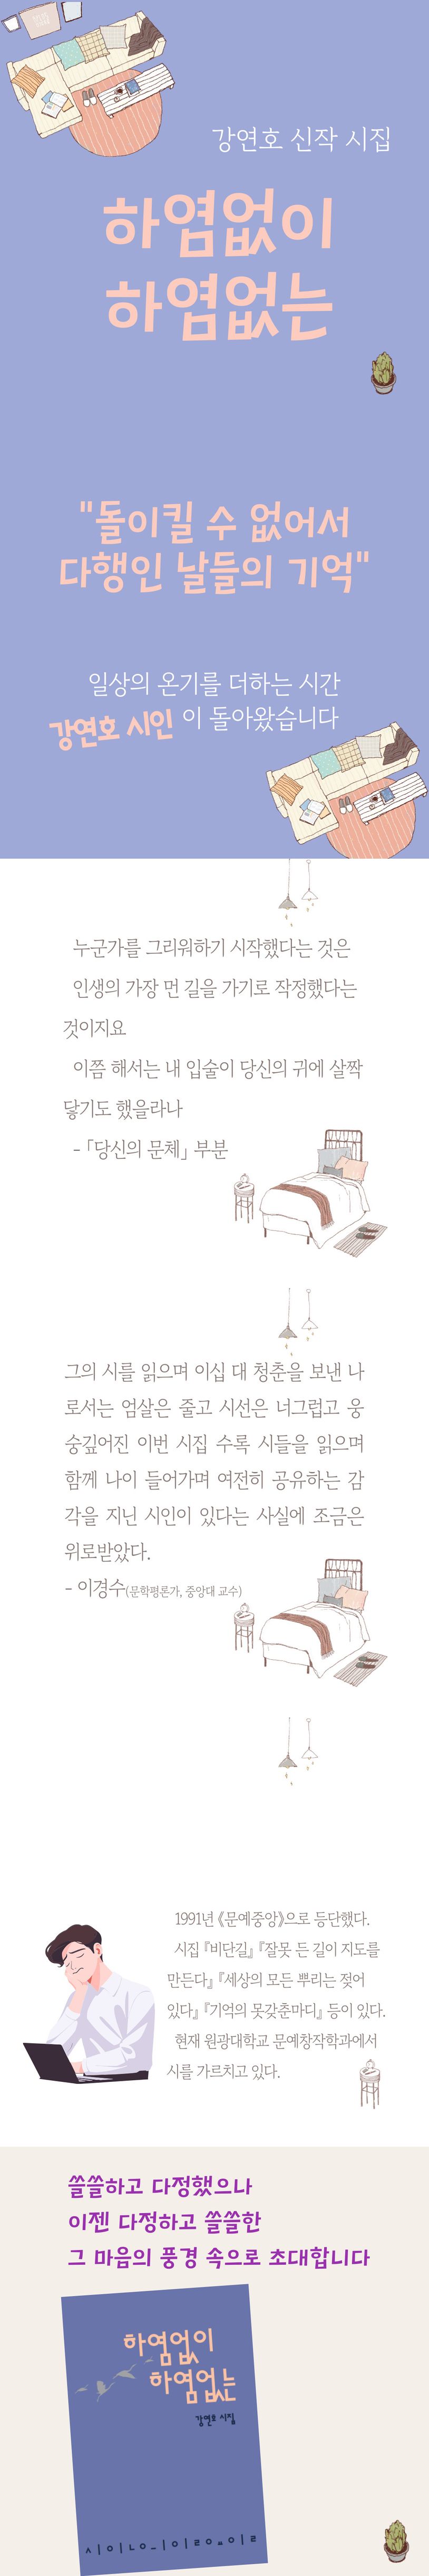 강연호 신작 시집
하염없이
하염없는
"돌이킬 수 없어서
다행인 날들의 기억"
일상의 온기를 더하는 시간
강연호 시인이 돌아왔습니다
누군가를 그리워하기 시작했다는 것은
인생의 가장 먼 길을 가기로 작정했다는
것이지요
이쯤 해서는 내 입술이 당신의 귀에 살짝
닿기도 했을라나
-「당신의 문체」 부분
그의 시를 읽으며 이십 대 청춘을 보낸 나
로서는 엄살은 줄고 시선은 너그럽고 웅
숭깊어진 이번 시집 수록 시들을 읽으며
함께 나이 들어가며 여전히 공유하는 감
각을 지닌 시인이 있다는 사실에 조금은
위로받았다.
- 이경수(문학평론가, 중앙대 교수)
1991년 《문예중앙》으로 등단했다.
시집 『비단길』 『잘못 든 길이 지도를
만든다』 『세상의 모든 뿌리는 젖어
있다』 『기억의 못갖춘마디』 등이 있다.
현재 원광대학교 문예창작학과에서
시를 가르치고 있다.
쓸쓸하고 다정했으나
이젠 다정하고 쓸쓸한
그 마음의 풍경 속으로 초대합니다
하염없이
하염없는
강연호 시집